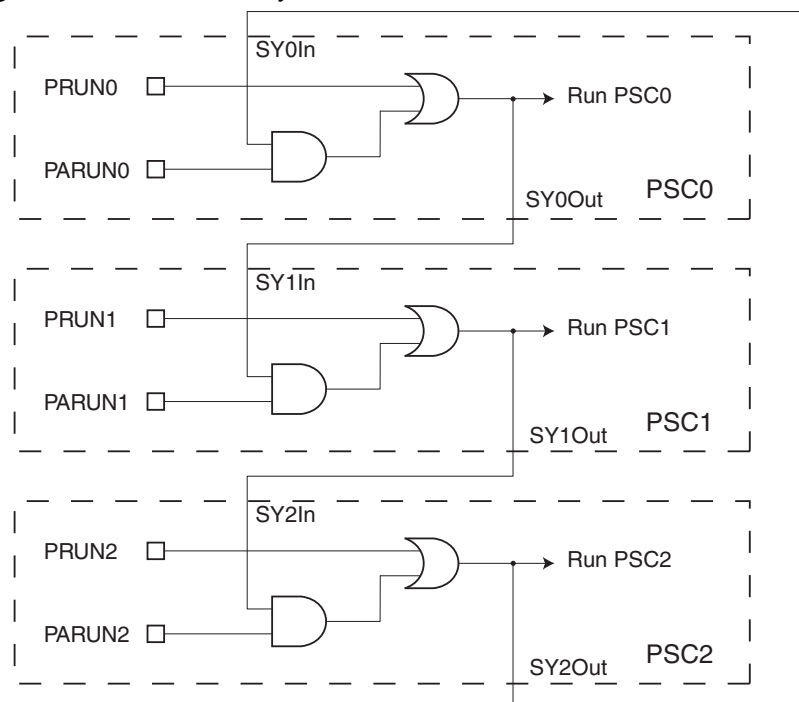 SY0In
PRUN0
Run PSC0
PARUN0
PSC0
SY0Out
SY1In
PRUN1
Run PSC1
PARUN1
PSC1
SY1Out
SY2In
PRUN2
Run PSC2
PARUN2
PSC2
SY2Out